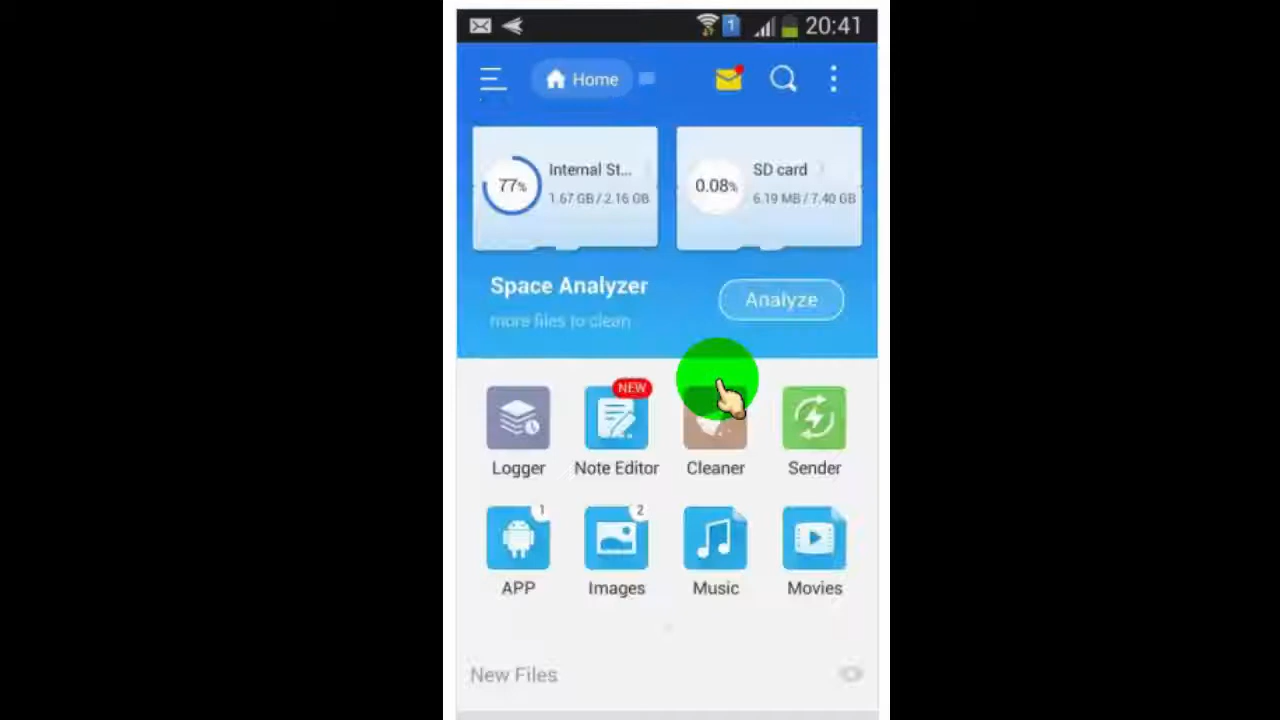 1 20:41
Home
77% Internal St... 1.67 GB / 2.16 GB
0.08% SD card 6.19 MB / 7.40 GB
Space Analyzer
more files to clean
Analyze
NEW
Logger Note Editor Cleaner Sender
1 2
APP Images Music Movies
New Files